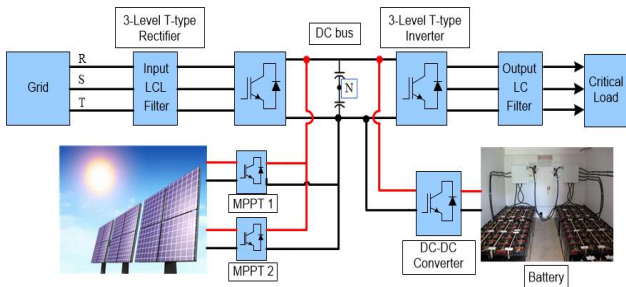 3-Level T-type
Rectifier
DC bus
3-Level T-type
Inverter
Grid
R
S
T
Input
LCL
Filter
N
Output
LC
Filter
Critical
Load
MPPT 1
MPPT 2
DC-DC
Converter
Battery